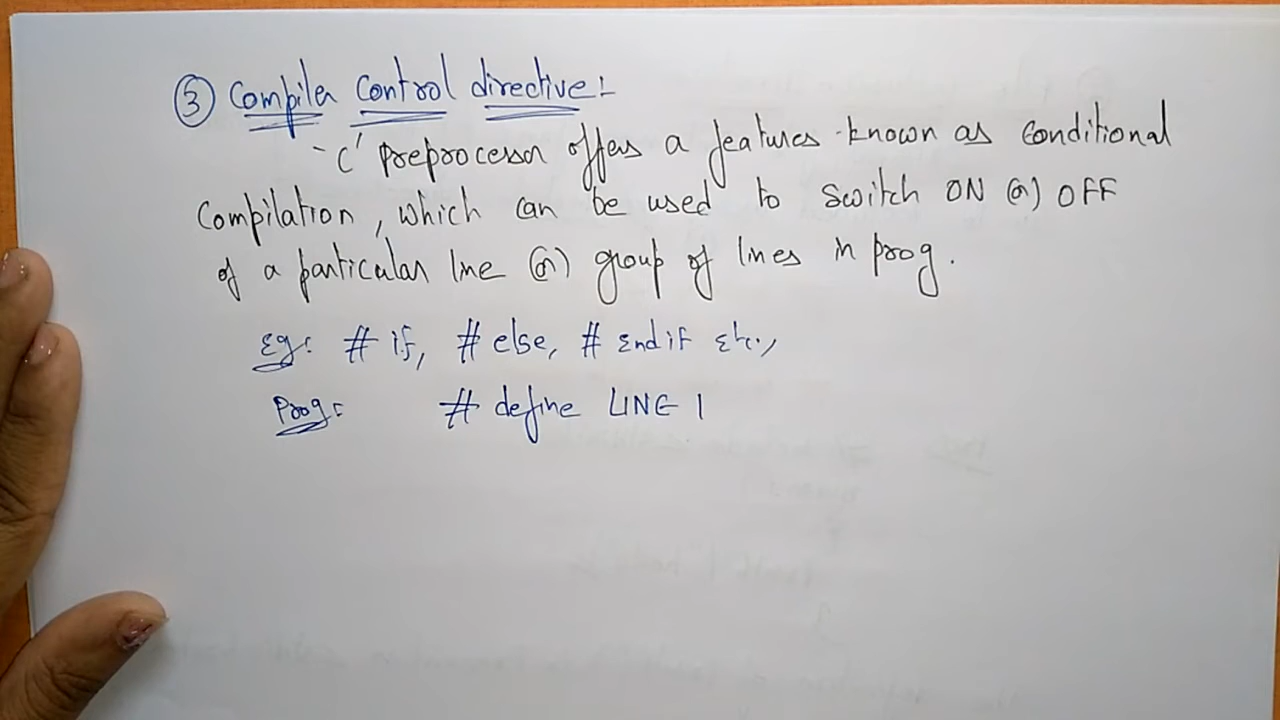 ③ Compiler Control directive:-
'C' preprocessor offers a features known as Conditional
Compilation, which can be used to switch ON (or) OFF
of a particular line (or) group of lines in prog.
Eg:- # if, # else, # Endif Etc.,
Prog:- # define LINE 1